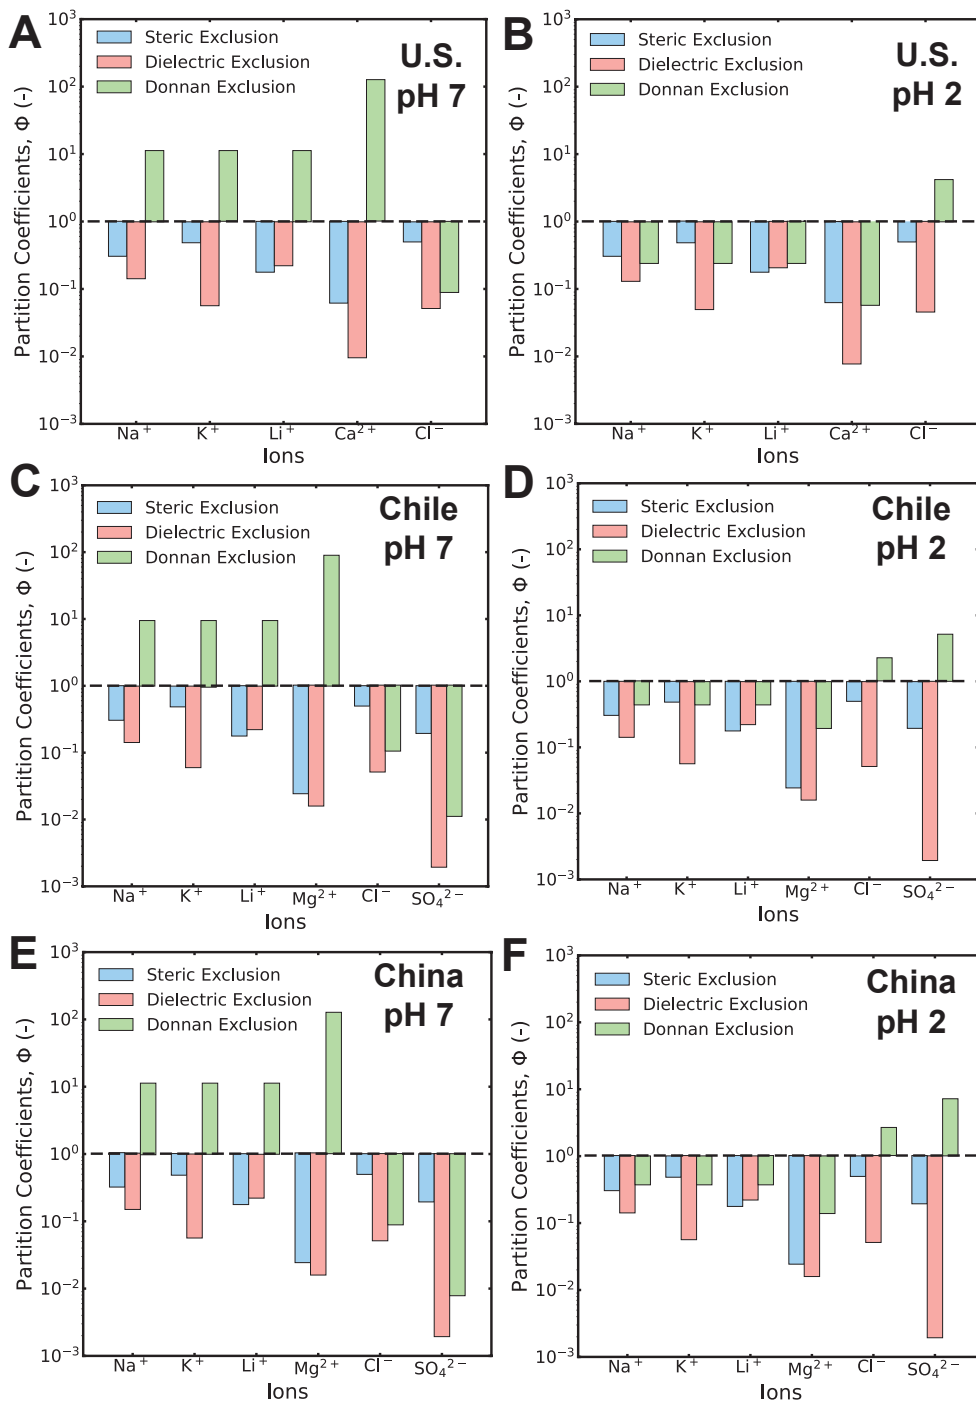 A
U.S.
pH 7
Steric Exclusion
Dielectric Exclusion
Donnan Exclusion
Partition Coefficients, Φ (-)
10³
10²
10¹
10⁰
10⁻¹
10⁻²
10⁻³
Na⁺ K⁺ Li⁺ Ca²⁺ Cl⁻
Ions
B
U.S.
pH 2
Steric Exclusion
Dielectric Exclusion
Donnan Exclusion
Partition Coefficients, Φ (-)
10³
10²
10¹
10⁰
10⁻¹
10⁻²
10⁻³
Na⁺ K⁺ Li⁺ Ca²⁺ Cl⁻
Ions
C
Chile
pH 7
Steric Exclusion
Dielectric Exclusion
Donnan Exclusion
Partition Coefficients, Φ (-)
10³
10²
10¹
10⁰
10⁻¹
10⁻²
10⁻³
Na⁺ K⁺ Li⁺ Mg²⁺ Cl⁻ SO₄²⁻
Ions
D
Chile
pH 2
Steric Exclusion
Dielectric Exclusion
Donnan Exclusion
Partition Coefficients, Φ (-)
10³
10²
10¹
10⁰
10⁻¹
10⁻²
10⁻³
Na⁺ K⁺ Li⁺ Mg²⁺ Cl⁻ SO₄²⁻
Ions
E
China
pH 7
Steric Exclusion
Dielectric Exclusion
Donnan Exclusion
Partition Coefficients, Φ (-)
10³
10²
10¹
10⁰
10⁻¹
10⁻²
10⁻³
Na⁺ K⁺ Li⁺ Mg²⁺ Cl⁻ SO₄²⁻
Ions
F
China
pH 2
Steric Exclusion
Dielectric Exclusion
Donnan Exclusion
Partition Coefficients, Φ (-)
10³
10²
10¹
10⁰
10⁻¹
10⁻²
10⁻³
Na⁺ K⁺ Li⁺ Mg²⁺ Cl⁻ SO₄²⁻
Ions